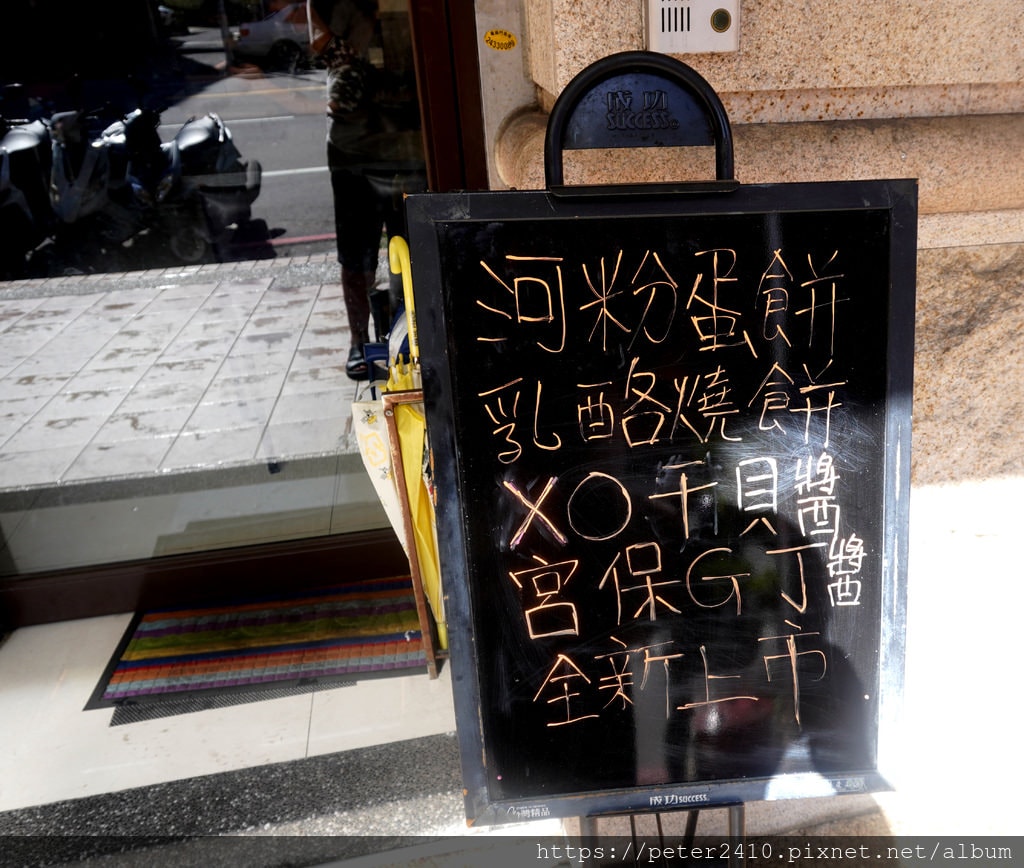 成功
SUCCESS®
河粉蛋餅
乳酪燒餅
XO干貝醬
宮保G丁醬
全新上市
成功 SUCCESS®
https://peter2410.pixnet.net/album